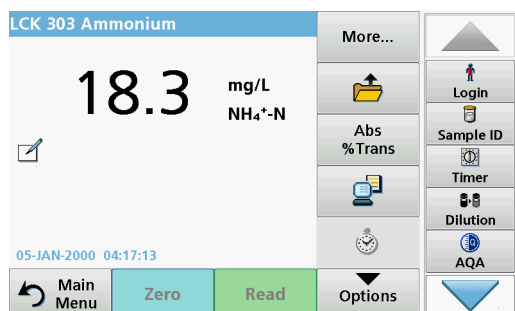 LCK 303 Ammonium
18.3
mg/L
NH₄⁺-N
05-JAN-2000 04:17:13
More...
Abs
%Trans
Main
Menu
Zero
Read
Options
Login
Sample ID
Timer
Dilution
AQA